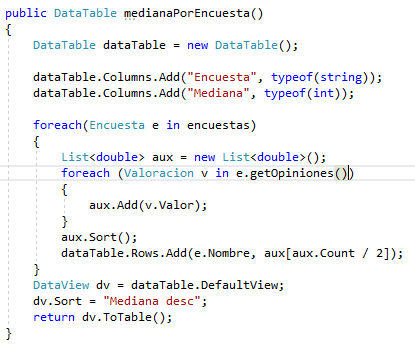 public DataTable medianaPorEncuesta()
{
DataTable dataTable = new DataTable();
dataTable.Columns.Add("Encuesta", typeof(string));
dataTable.Columns.Add("Mediana", typeof(int));
foreach(Encuesta e in encuestas)
{
List<double> aux = new List<double>();
foreach (Valoracion v in e.getOpiniones())
{
aux.Add(v.Valor);
}
aux.Sort();
dataTable.Rows.Add(e.Nombre, aux[aux.Count / 2]);
}
DataView dv = dataTable.DefaultView;
dv.Sort = "Mediana desc";
return dv.ToTable();
}